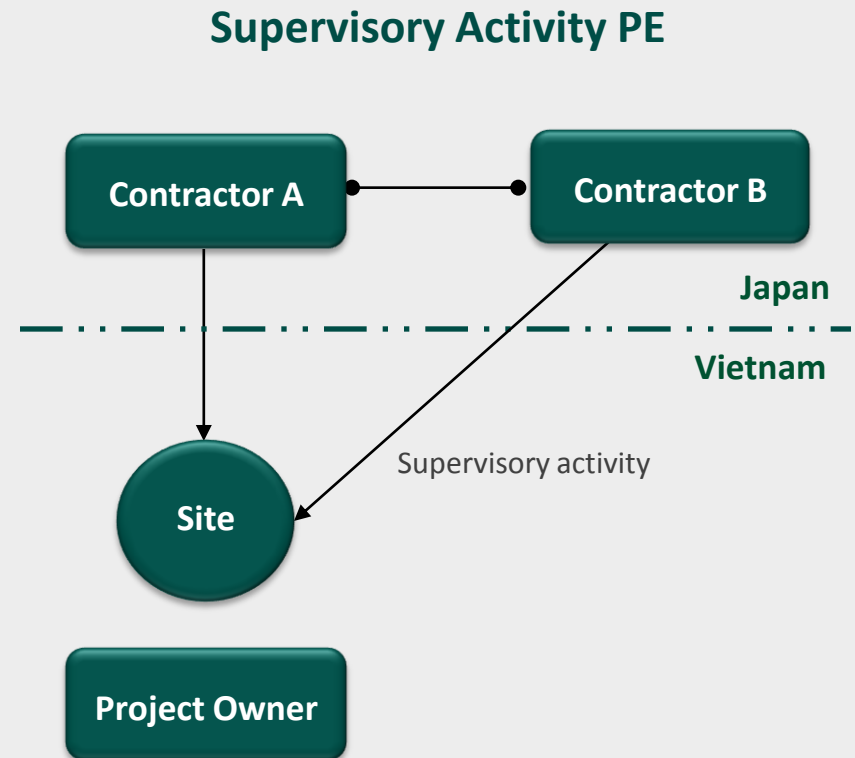 Supervisory Activity PE
Contractor A
Contractor B
Japan
Vietnam
Supervisory activity
Site
Project Owner